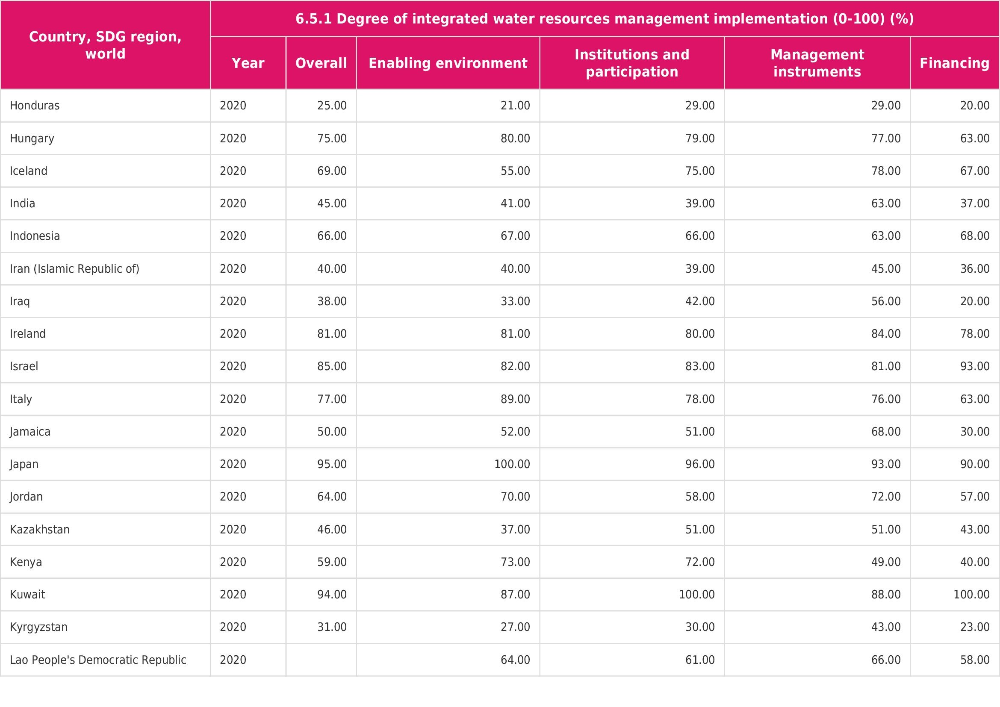 Country, SDG region,
world
6.5.1 Degree of integrated water resources management implementation (0-100) (%)
Year Overall Enabling environment Institutions and participation Management instruments Financing
Honduras 2020 25.00 21.00 29.00 29.00 20.00
Hungary 2020 75.00 80.00 79.00 77.00 63.00
Iceland 2020 69.00 55.00 75.00 78.00 67.00
India 2020 45.00 41.00 39.00 63.00 37.00
Indonesia 2020 66.00 67.00 66.00 63.00 68.00
Iran (Islamic Republic of) 2020 40.00 40.00 39.00 45.00 36.00
Iraq 2020 38.00 33.00 42.00 56.00 20.00
Ireland 2020 81.00 81.00 80.00 84.00 78.00
Israel 2020 85.00 82.00 83.00 81.00 93.00
Italy 2020 77.00 89.00 78.00 76.00 63.00
Jamaica 2020 50.00 52.00 51.00 68.00 30.00
Japan 2020 95.00 100.00 96.00 93.00 90.00
Jordan 2020 64.00 70.00 58.00 72.00 57.00
Kazakhstan 2020 46.00 37.00 51.00 51.00 43.00
Kenya 2020 59.00 73.00 72.00 49.00 40.00
Kuwait 2020 94.00 87.00 100.00 88.00 100.00
Kyrgyzstan 2020 31.00 27.00 30.00 43.00 23.00
Lao People's Democratic Republic 2020 64.00 61.00 66.00 58.00